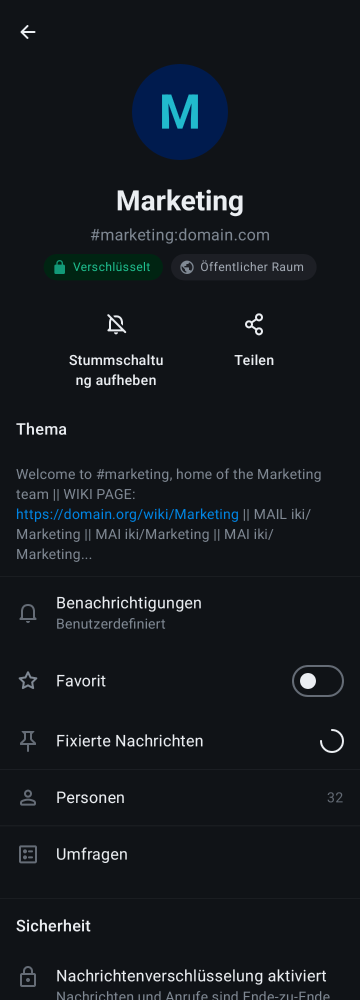 M
Marketing
#marketing:domain.com
Verschlüsselt
Öffentlicher Raum
Stummschaltu
ng aufheben
Teilen
Thema
Welcome to #marketing, home of the Marketing
team || WIKI PAGE:
https://domain.org/wiki/Marketing || MAIL iki/
Marketing || MAI iki/Marketing || MAI iki/
Marketing...
Benachrichtigungen
Benutzerdefiniert
Favorit
Fixierte Nachrichten
Personen
32
Umfragen
Sicherheit
Nachrichtenverschlüsselung aktiviert
Nachrichten und Anrufe sind Ende-zu-Ende